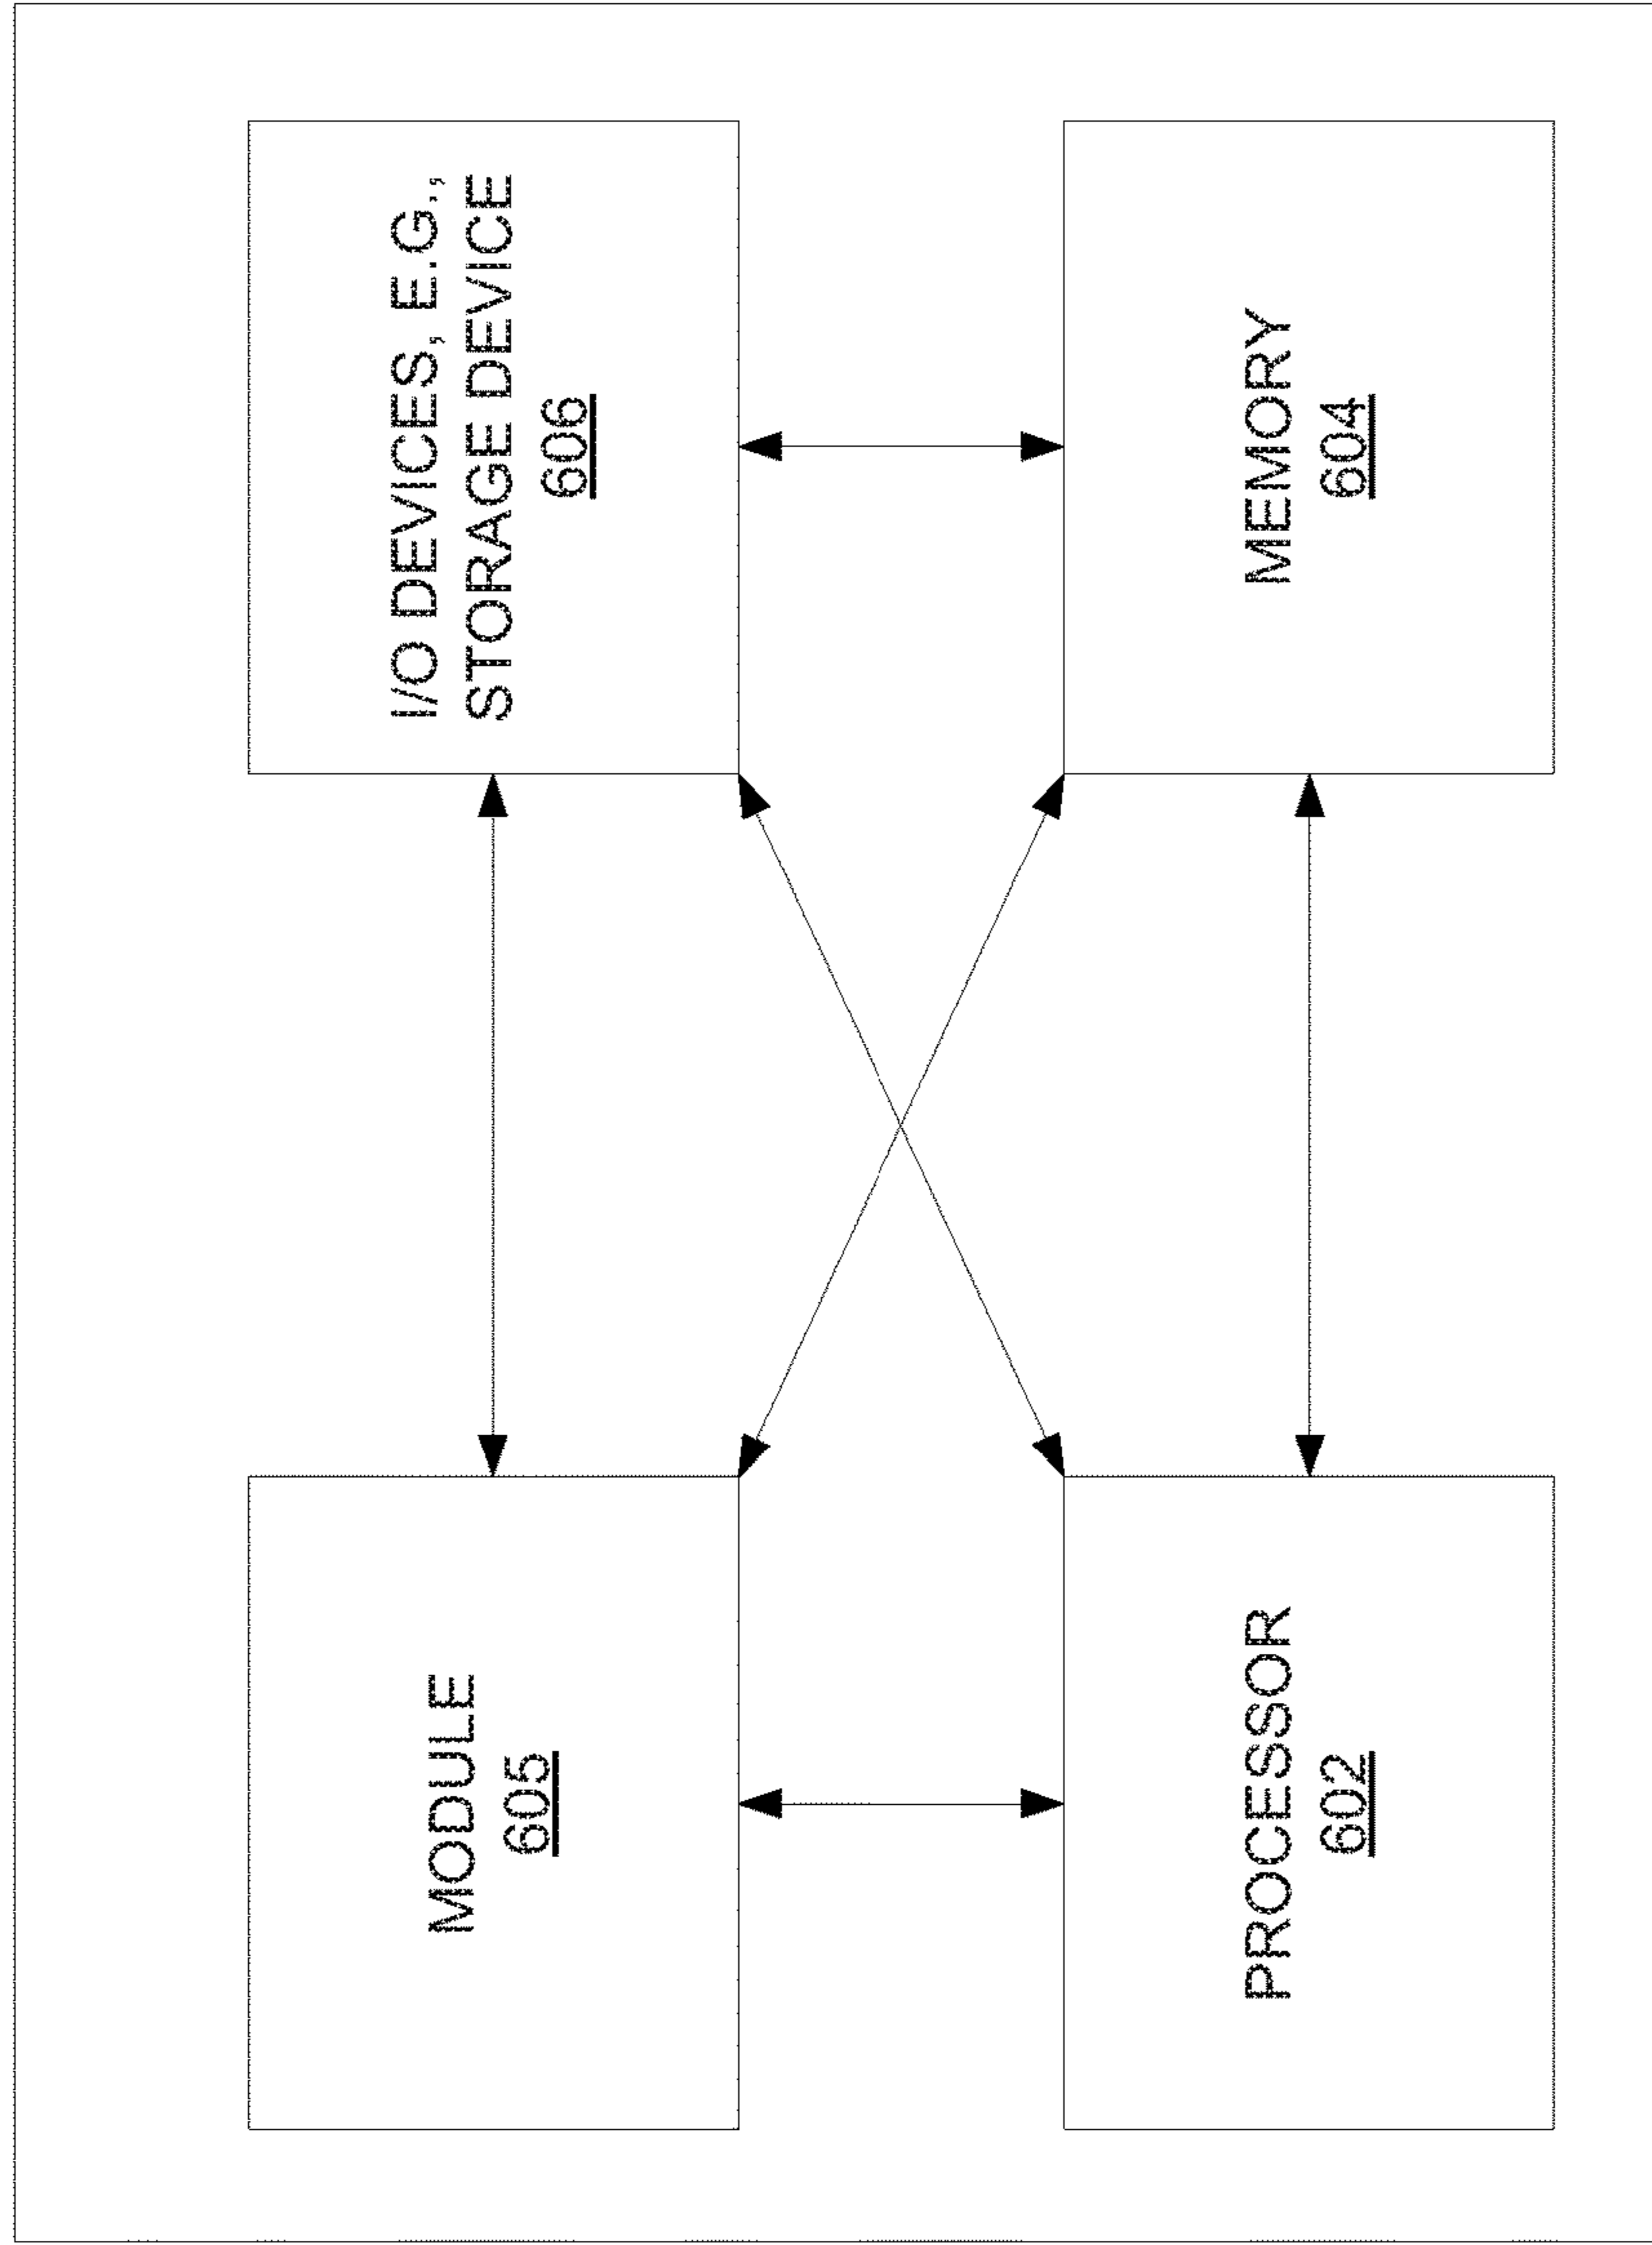 MODULE
605
I/O DEVICES, E.G.,
STORAGE DEVICE
606
PROCESSOR
602
MEMORY
604